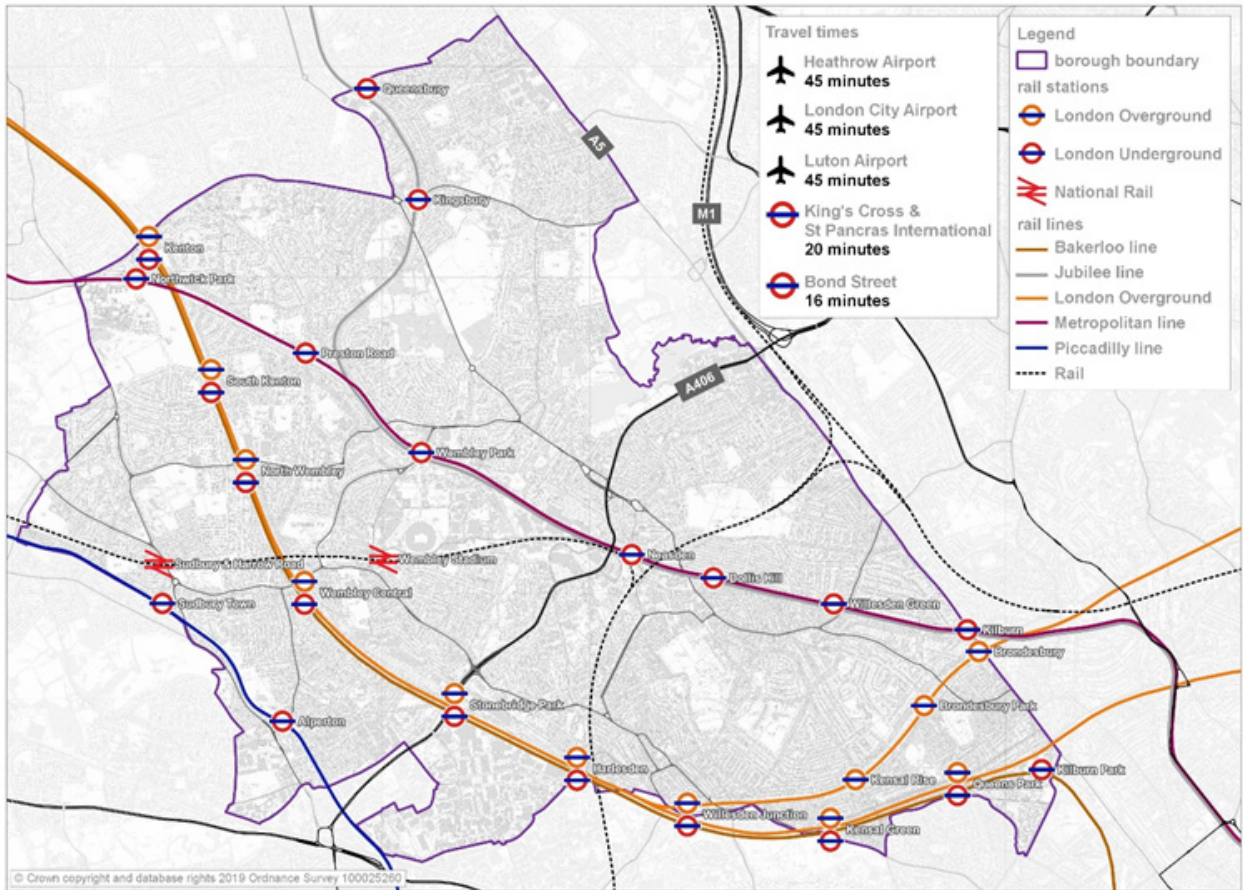 Travel times
Heathrow Airport
45 minutes
London City Airport
45 minutes
Luton Airport
45 minutes
King's Cross &
St Pancras International
20 minutes
Bond Street
16 minutes
Legend
borough boundary
rail stations
London Overground
London Underground
National Rail
rail lines
Bakerloo line
Jubilee line
London Overground
Metropolitan line
Piccadilly line
Rail
Queensbury
A5
Kingsbury
M1
Kenton
Northwick Park
Preston Road
South Kenton
A406
Wembley Park
North Wembley
Neasden
Sudbury & Harrow Road
Wembley Stadium
Dollis Hill
Wembley Central
Sudbury Town
Willesden Green
Kilburn
Brondesbury
Stonebridge Park
Brondesbury Park
Alperton
Harlesden
Kensal Rise
Queens Park
Kilburn Park
Willesden Junction
Kensal Green
© Crown copyright and database rights 2019 Ordnance Survey 100025260